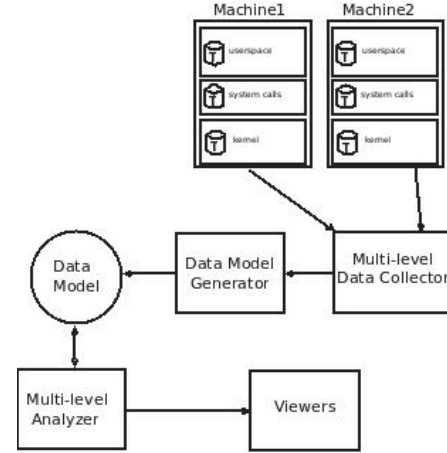 Machine1
Machine2
T userspace
T userspace
T system calls
T system calls
T kernel
T kernel
Multi-level
Data Collector
Data Model
Generator
Data
Model
Multi-level
Analyzer
Viewers